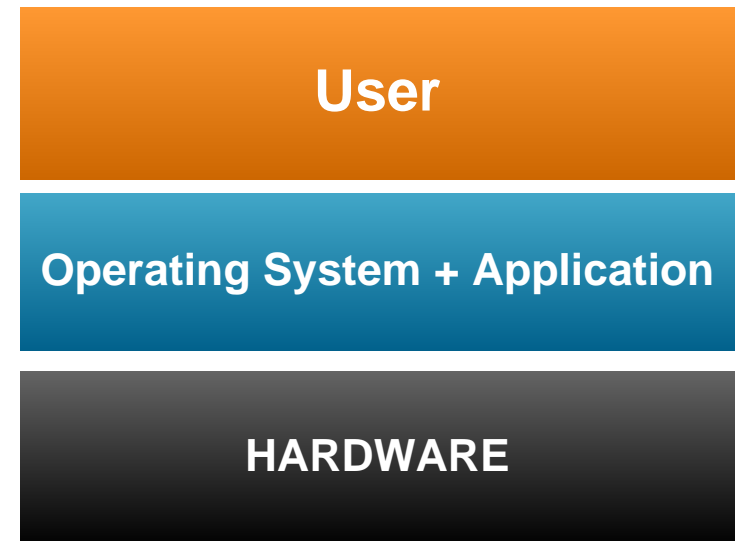 User
Operating System + Application
HARDWARE